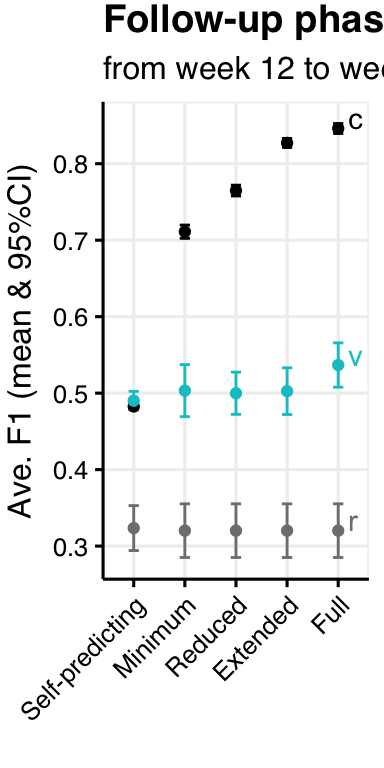 Follow-up phas
from week 12 to wee
Ave. F1 (mean & 95%CI)
0.8
0.7
0.6
0.5
0.4
0.3
c
v
r
Self-predicting
Minimum
Reduced
Extended
Full